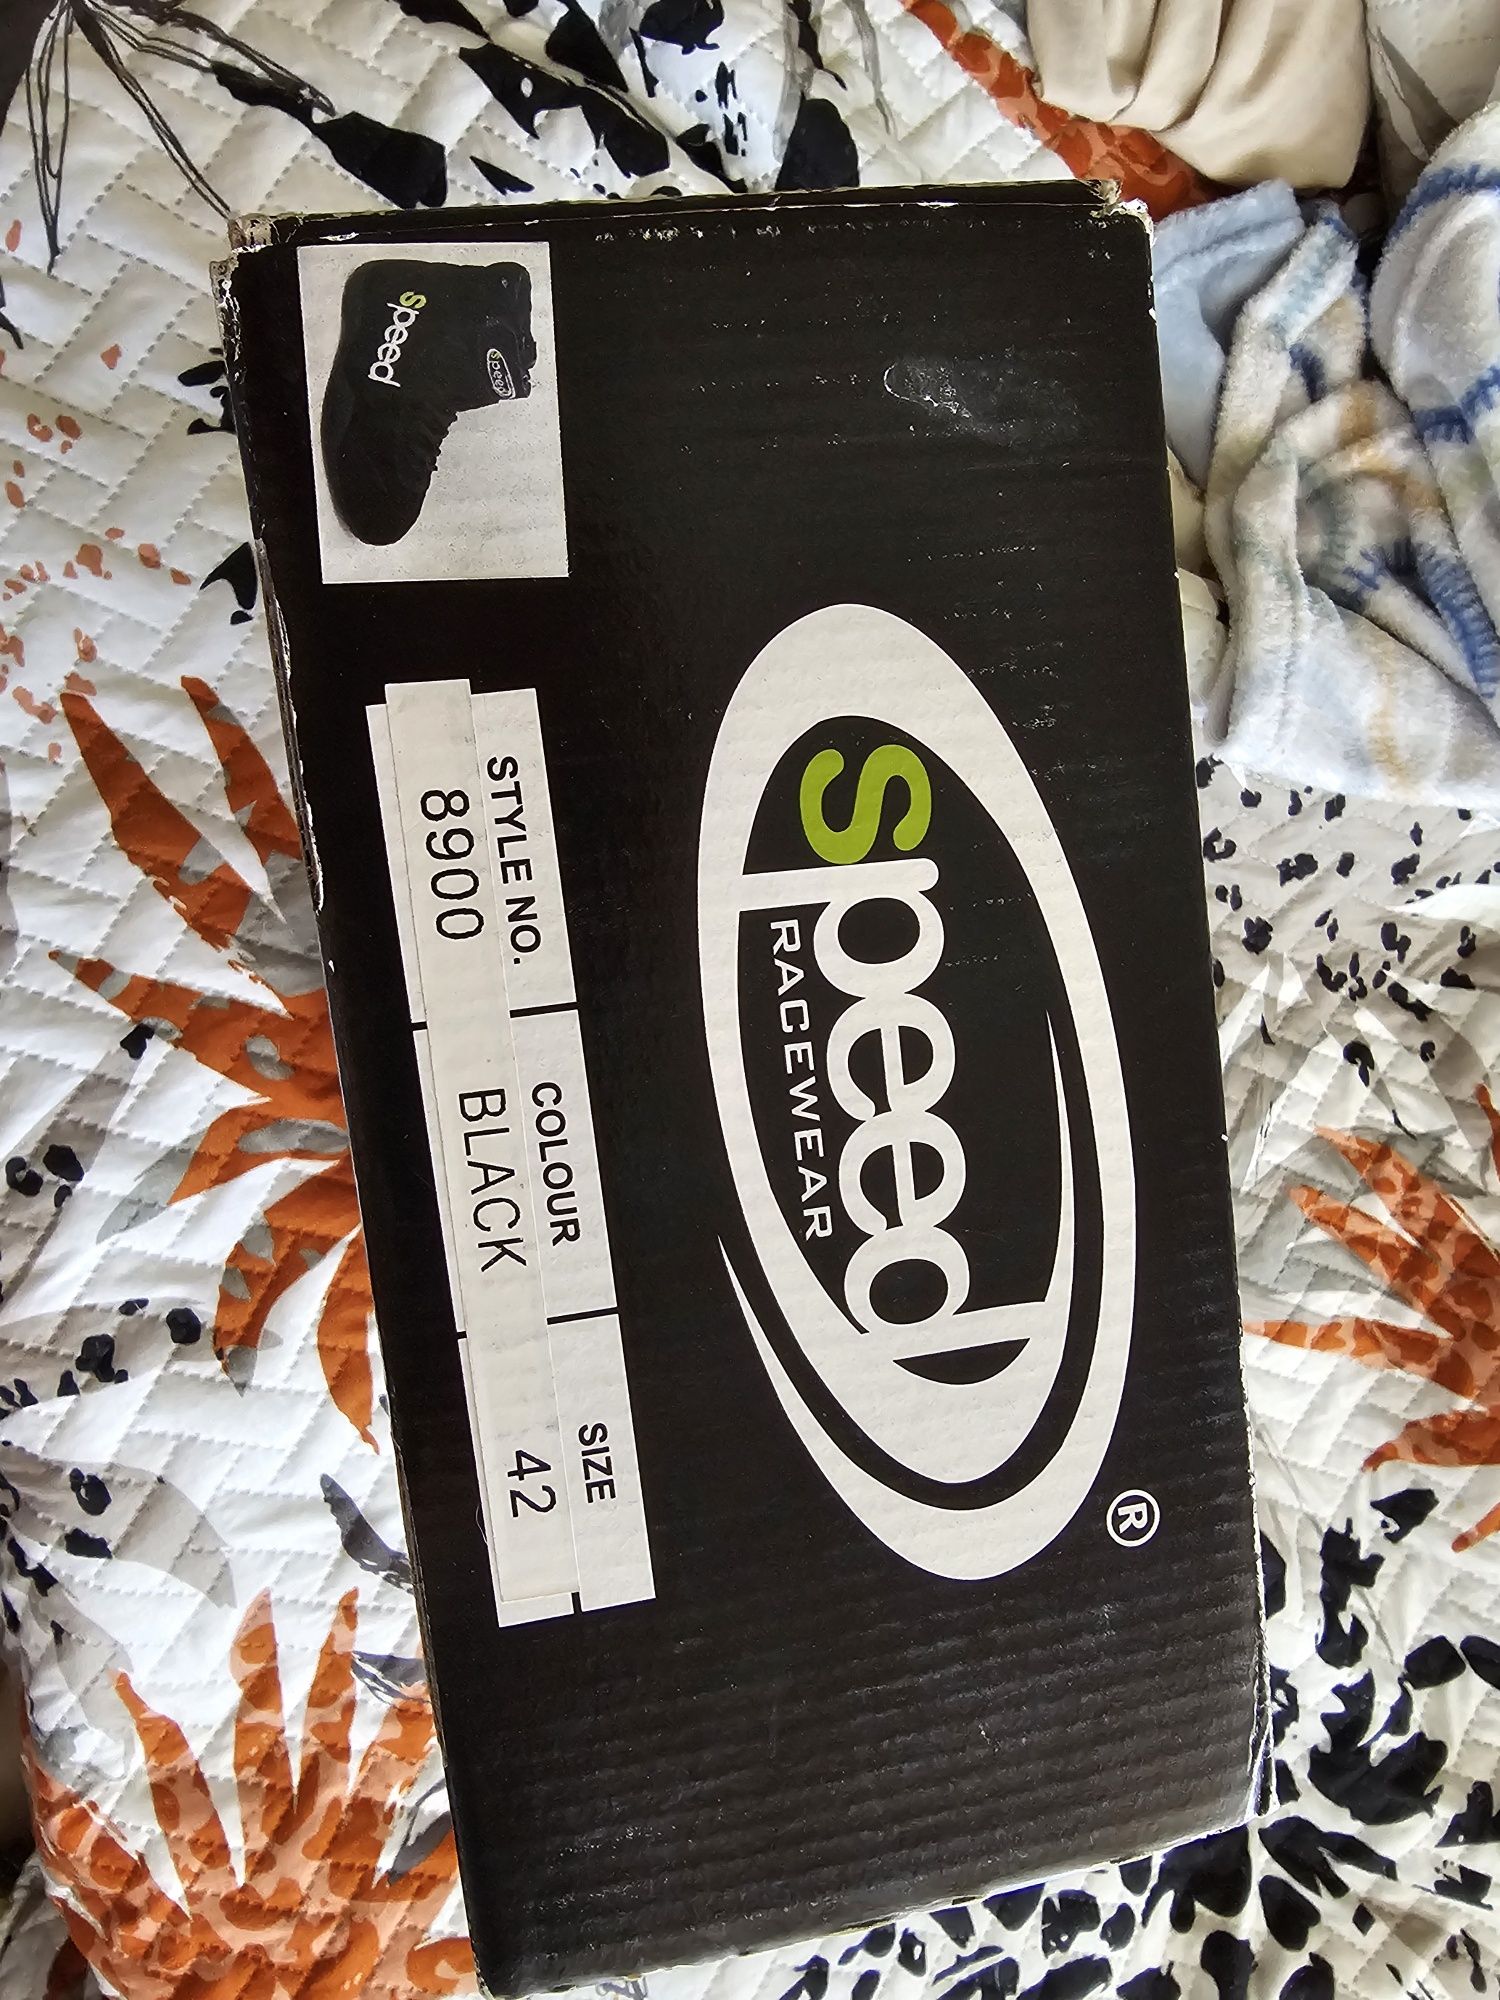 speed
RACEWEAR
®
speed
speed
STYLE NO. COLOUR SIZE
8900 BLACK 42